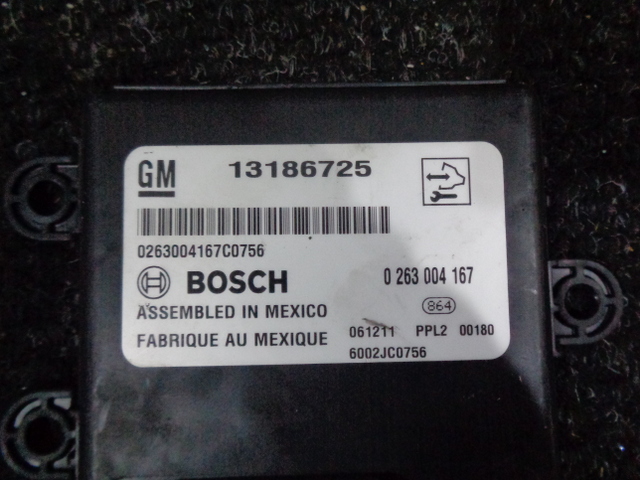 GM 13186725
0263004167C0756
BOSCH 0 263 004 167
ASSEMBLED IN MEXICO 864
FABRIQUE AU MEXIQUE 061211 PPL2 00180
6002JC0756